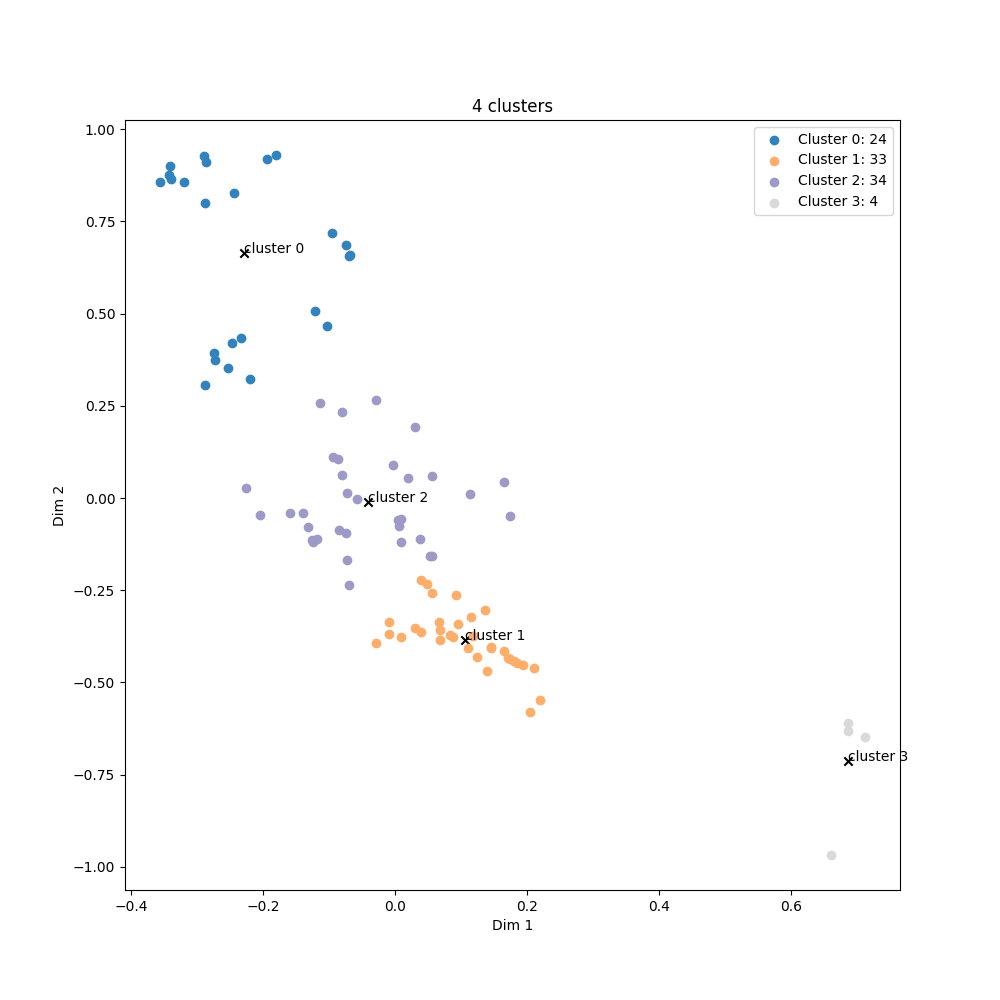 4 clusters
Cluster 0: 24
Cluster 1: 33
Cluster 2: 34
Cluster 3: 4
cluster 0
cluster 2
cluster 1
cluster 3
1.00
0.75
0.50
0.25
0.00
−0.25
−0.50
−0.75
−1.00
Dim 2
−0.4
−0.2
0.0
0.2
0.4
0.6
Dim 1